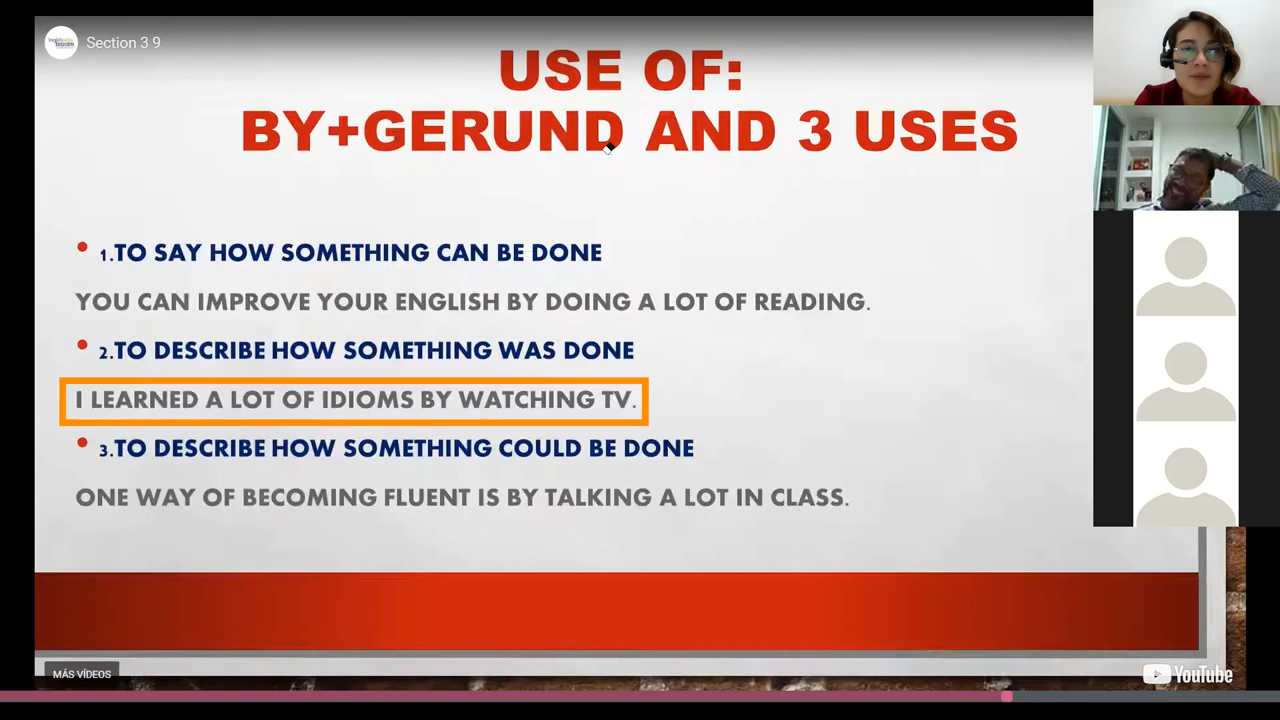 Section 3 9
USE OF:
BY+GERUND AND 3 USES
• 1.TO SAY HOW SOMETHING CAN BE DONE
YOU CAN IMPROVE YOUR ENGLISH BY DOING A LOT OF READING.
• 2.TO DESCRIBE HOW SOMETHING WAS DONE
I LEARNED A LOT OF IDIOMS BY WATCHING TV.
• 3.TO DESCRIBE HOW SOMETHING COULD BE DONE
ONE WAY OF BECOMING FLUENT IS BY TALKING A LOT IN CLASS.
MÁS VÍDEOS
YouTube